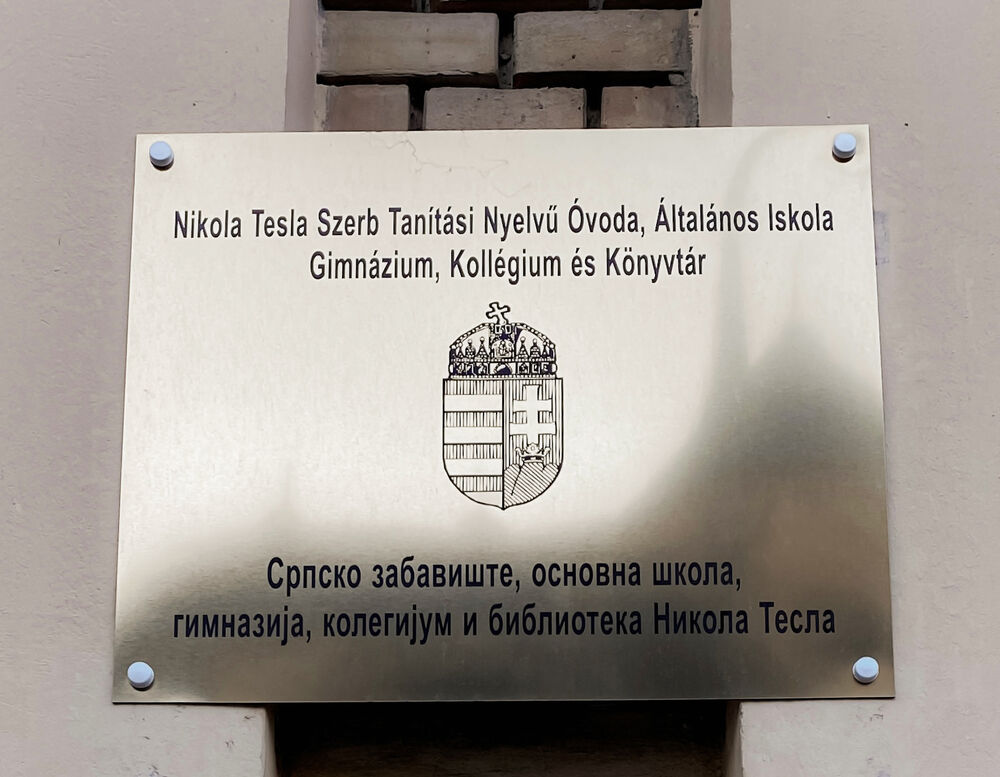 Nikola Tesla Szerb Tanítási Nyelvű Óvoda, Általános Iskola
Gimnázium, Kollégium és Könyvtár
Српско забавиште, основна школа,
гимназија, колегијум и библиотека Никола Тесла